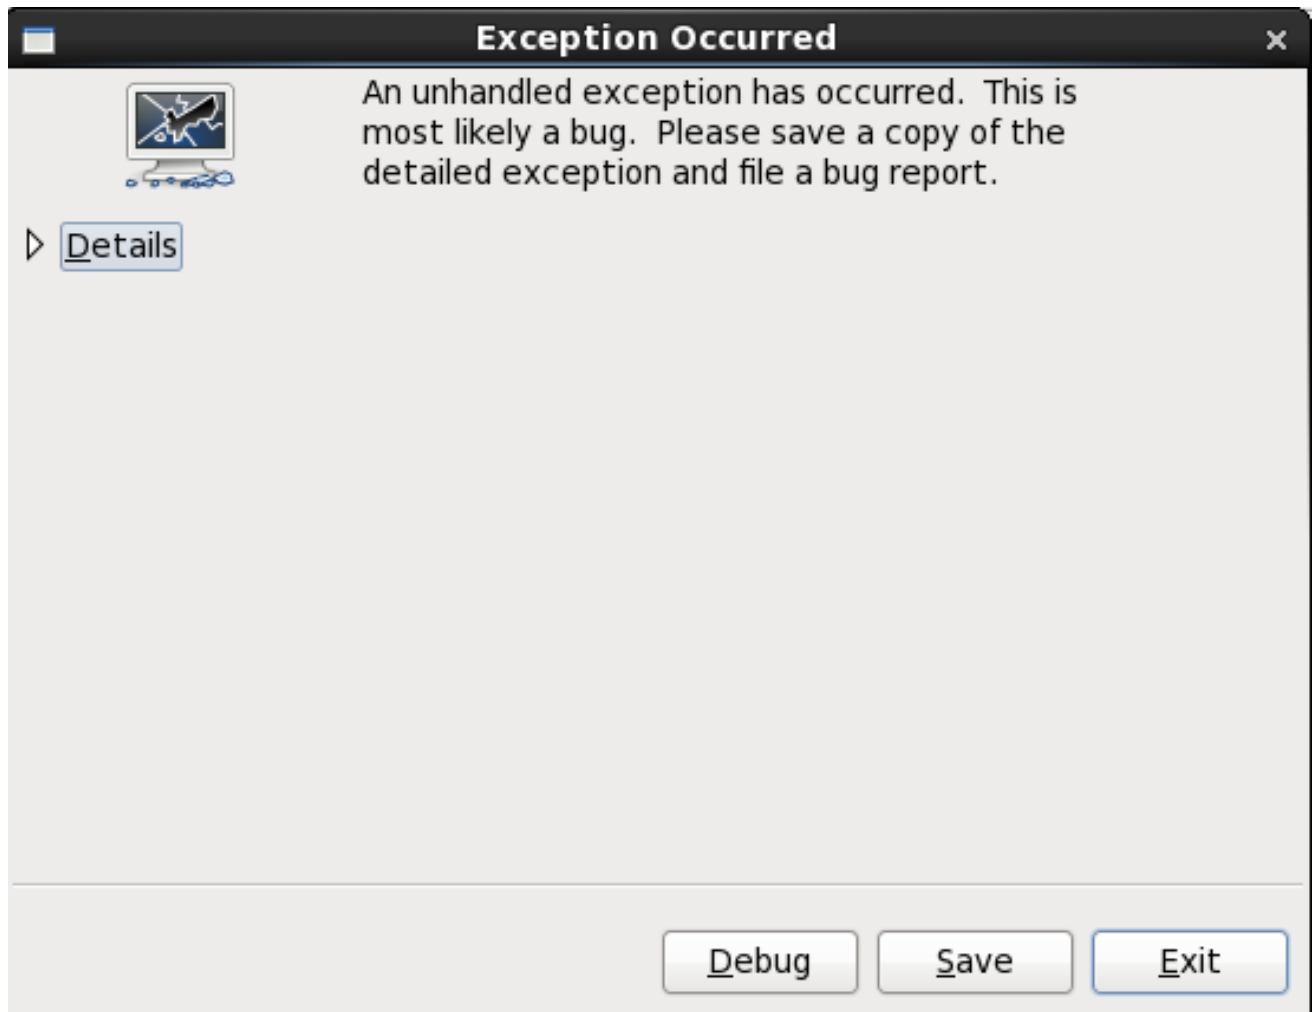 Exception Occurred
An unhandled exception has occurred.  This is
most likely a bug.  Please save a copy of the
detailed exception and file a bug report.
Details
Debug
Save
Exit